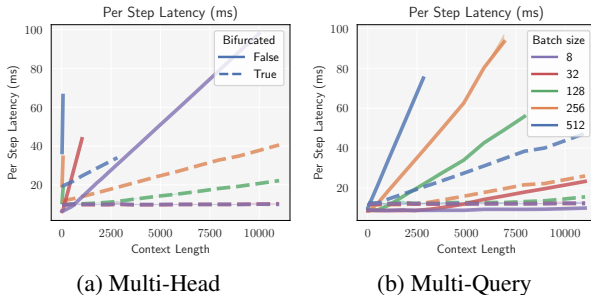 Per Step Latency (ms)
Per Step Latency (ms)
100
80
60
40
20
0
2500
5000
7500
10000
Context Length
Bifurcated
False
True
(a) Multi-Head
Per Step Latency (ms)
Per Step Latency (ms)
100
80
60
40
20
0
2500
5000
7500
10000
Context Length
Batch size
8
32
128
256
512
(b) Multi-Query